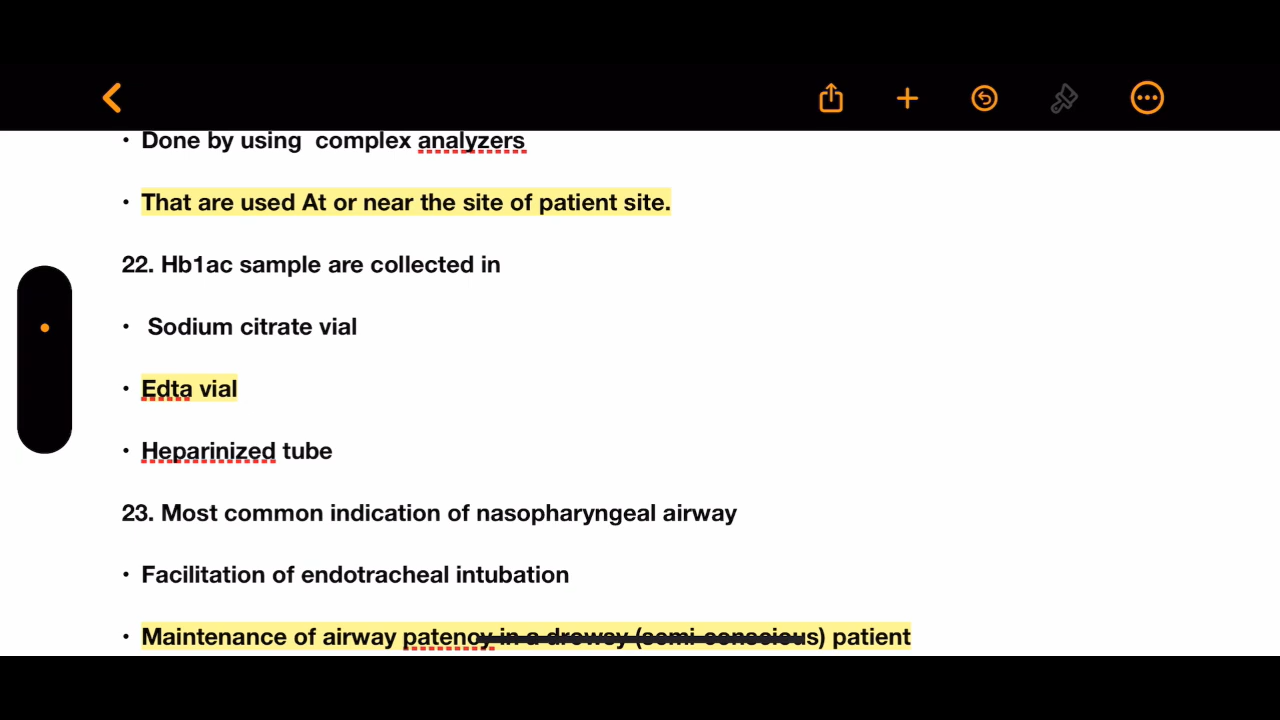 • Done by using complex analyzers
• That are used At or near the site of patient site.
22. Hb1ac sample are collected in
• Sodium citrate vial
• Edta vial
• Heparinized tube
23. Most common indication of nasopharyngeal airway
• Facilitation of endotracheal intubation
• Maintenance of airway patency in a drowsy (semi-conscious) patient